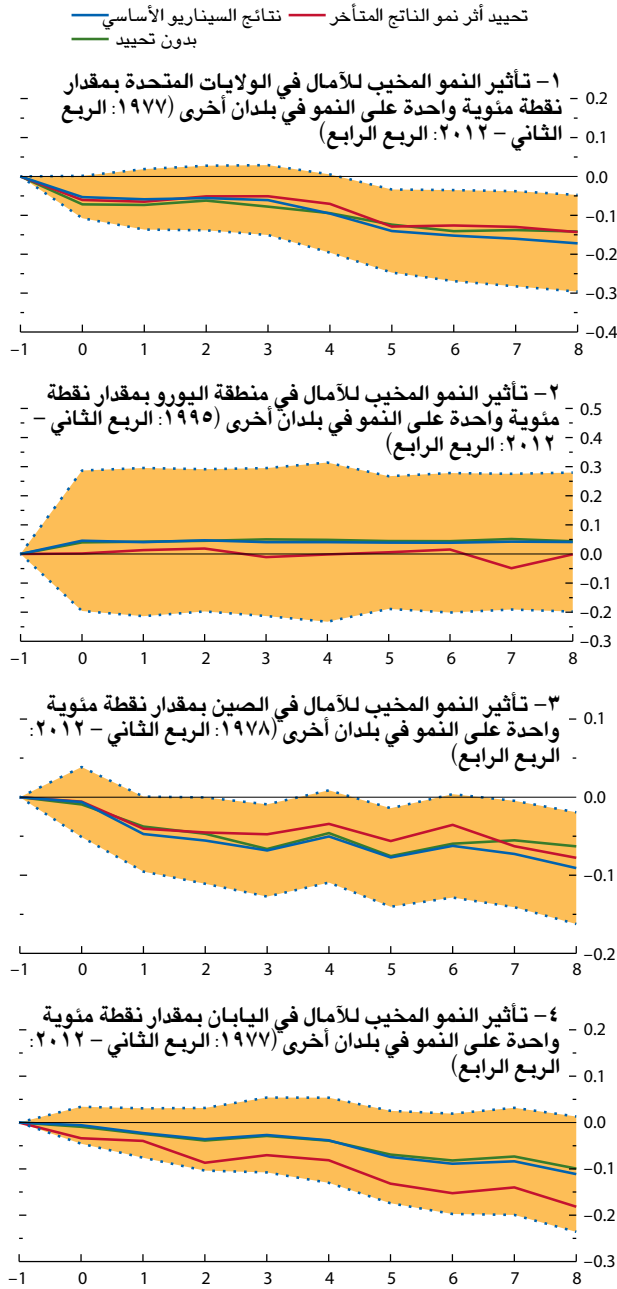 نتائج السيناريو الأساسي تحييد أثر نمو الناتج المتأخر
بدون تحييد
١– تأثير النمو المخيب للآمال في الولايات المتحدة بمقدار
نقطة مئوية واحدة على النمو في بلدان أخرى (١٩٧٧: الربع
الثاني – ٢٠١٢: الربع الرابع)
0.2
0.1
0.0
–0.1
–0.2
–0.3
–0.4
–1 0 1 2 3 4 5 6 7 8
٢– تأثير النمو المخيب للآمال في منطقة اليورو بمقدار نقطة
مئوية واحدة على النمو في بلدان أخرى (١٩٩٥: الربع الثاني –
٢٠١٢: الربع الرابع)
0.5
0.4
0.3
0.2
0.1
0.0
–0.1
–0.2
–0.3
–1 0 1 2 3 4 5 6 7 8
٣– تأثير النمو المخيب للآمال في الصين بمقدار نقطة مئوية
واحدة على النمو في بلدان أخرى (١٩٧٨: الربع الثاني – ٢٠١٢:
الربع الرابع)
0.1
0.0
–0.1
–0.2
–1 0 1 2 3 4 5 6 7 8
٤– تأثير النمو المخيب للآمال في اليابان بمقدار نقطة مئوية
واحدة على النمو في بلدان أخرى (١٩٧٧: الربع الثاني – ٢٠١٢:
الربع الرابع)
0.2
0.1
0.0
–0.1
–0.2
–0.3
–1 0 1 2 3 4 5 6 7 8